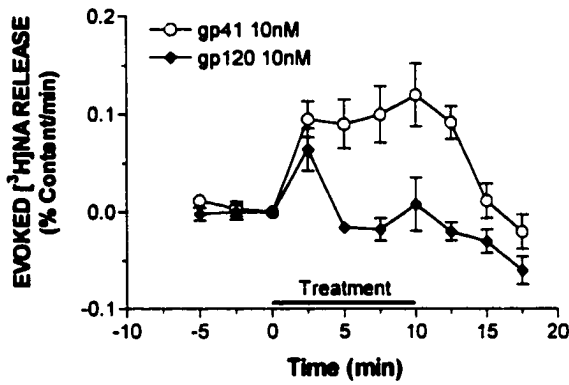 gp41 10nM
gp120 10nM
EVOKED [³H]NA RELEASE
(% Content/min)
0.2
0.1
0.0
-0.1
Treatment
-10 -5 0 5 10 15 20
Time (min)